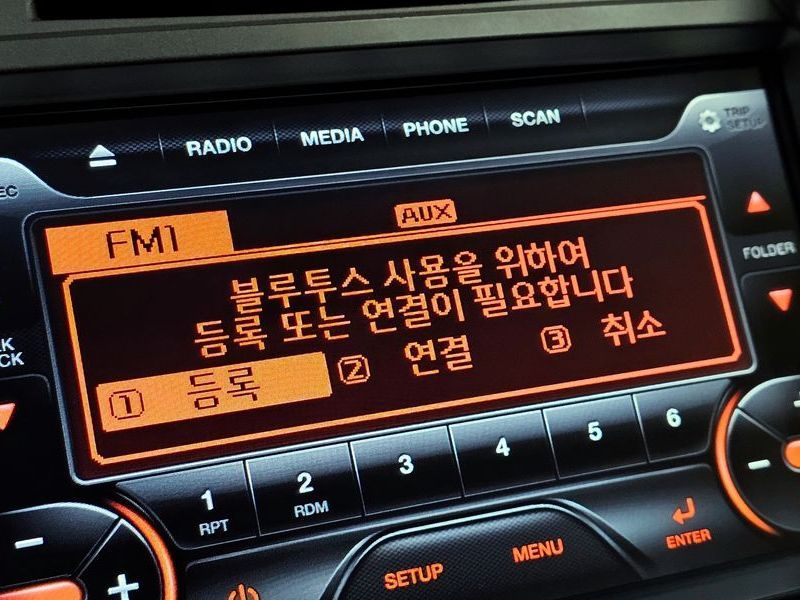 RADIO MEDIA PHONE SCAN
TRIP
SETUP
EC
FM1 AUX
FOLDER
블루투스 사용을 위하여
등록 또는 연결이 필요합니다
① 등록 ② 연결 ③ 취소
1 2 3 4 5 6
RPT RDM
SETUP MENU ENTER